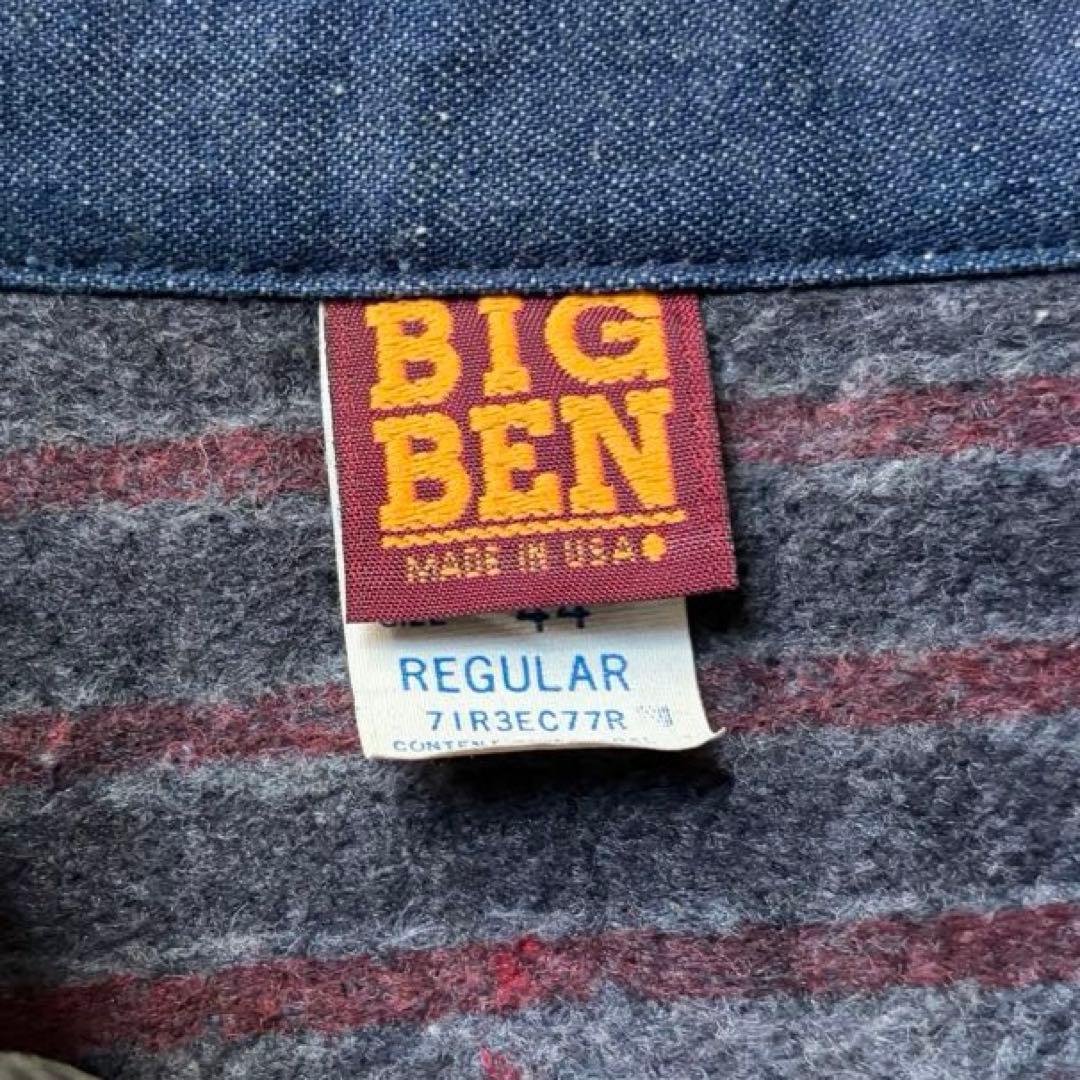 BIG
BEN
MADE IN USA
44
REGULAR
71R3EC77R